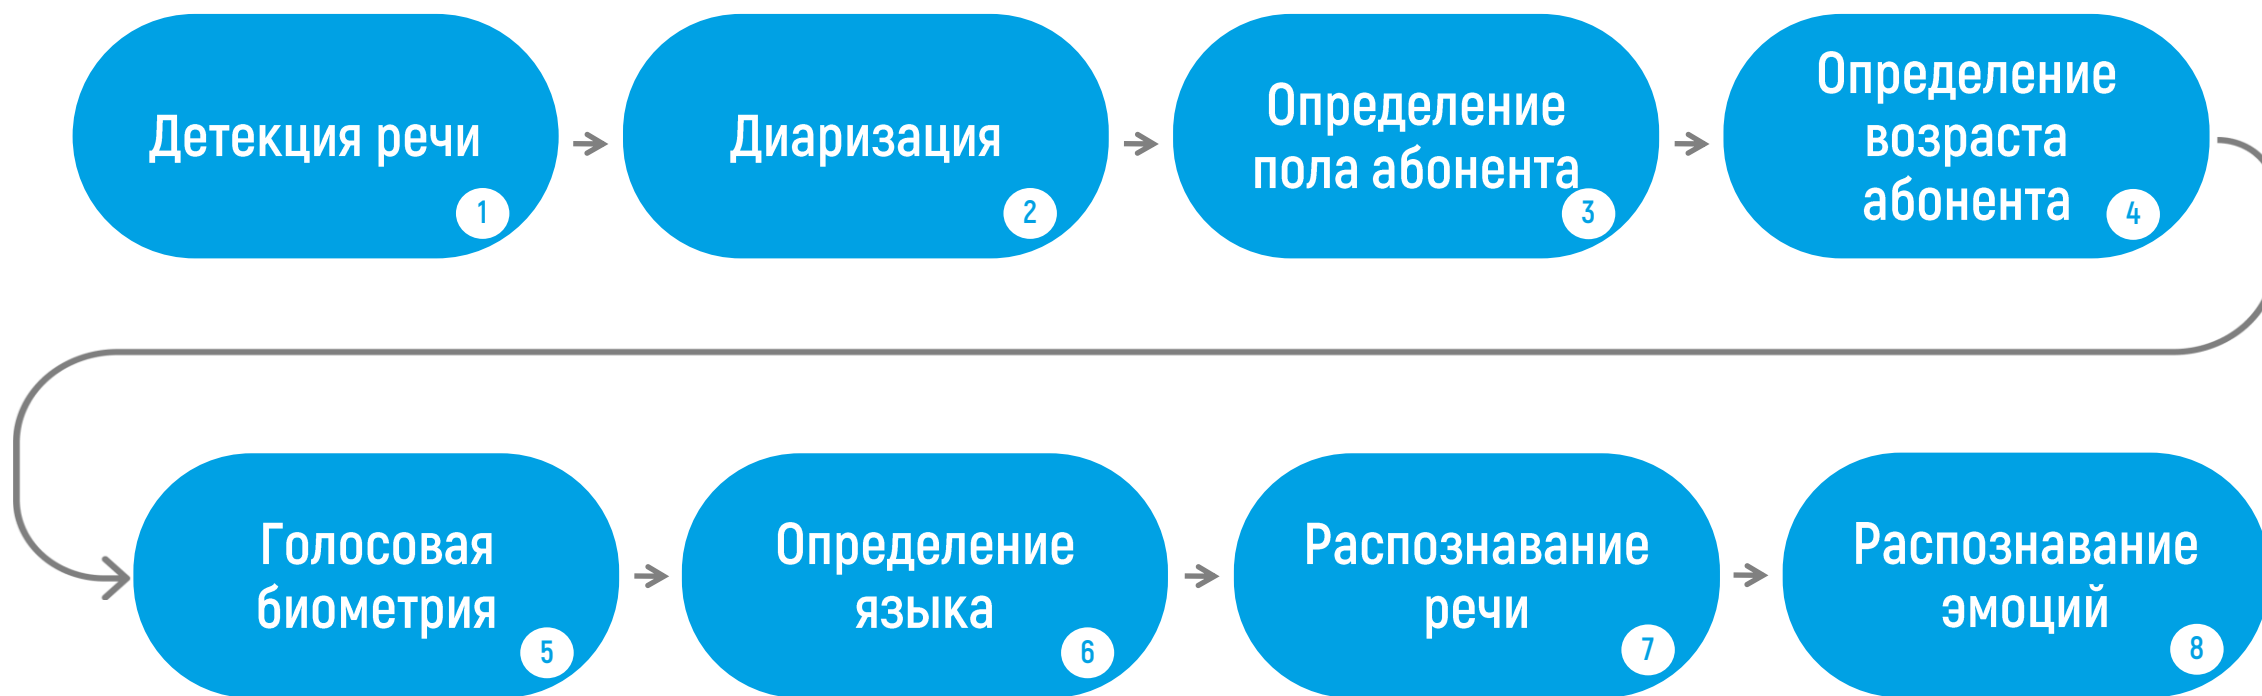 Детекция речи
1
Диаризация
2
Определение
пола абонента
3
Определение
возраста
абонента
4
Голосовая
биометрия
5
Определение
языка
6
Распознавание
речи
7
Распознавание
эмоций
8